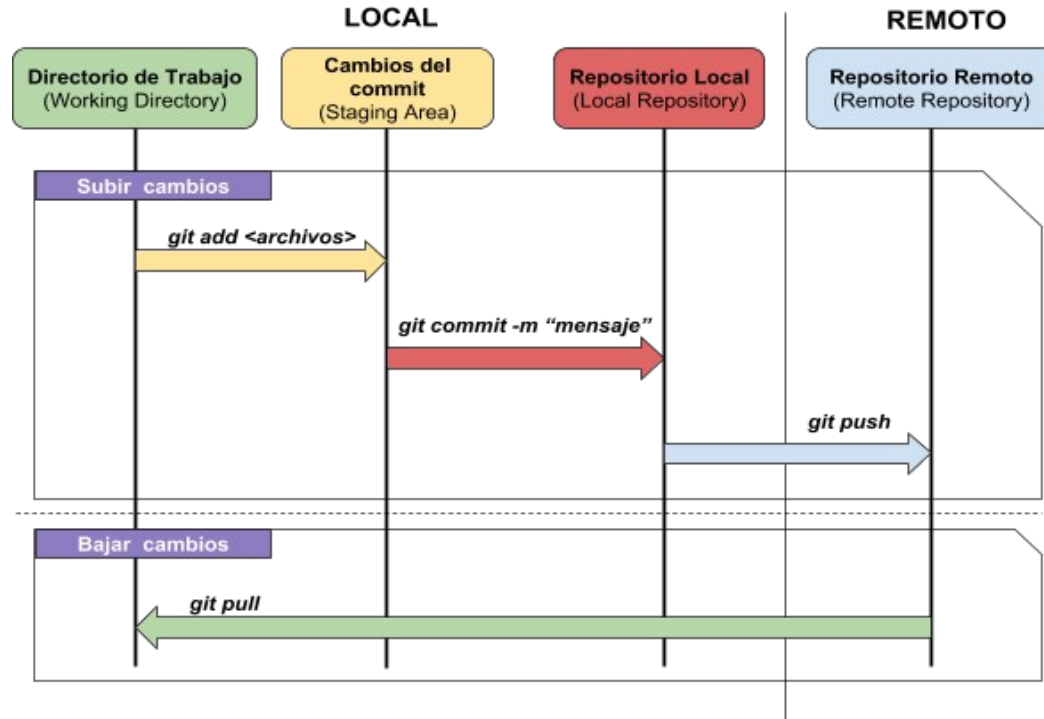 LOCAL
REMOTO
Directorio de Trabajo
(Working Directory)
Cambios del
commit
(Staging Area)
Repositorio Local
(Local Repository)
Repositorio Remoto
(Remote Repository)
Subir cambios
git add <archivos>
git commit -m “mensaje”
git push
Bajar cambios
git pull